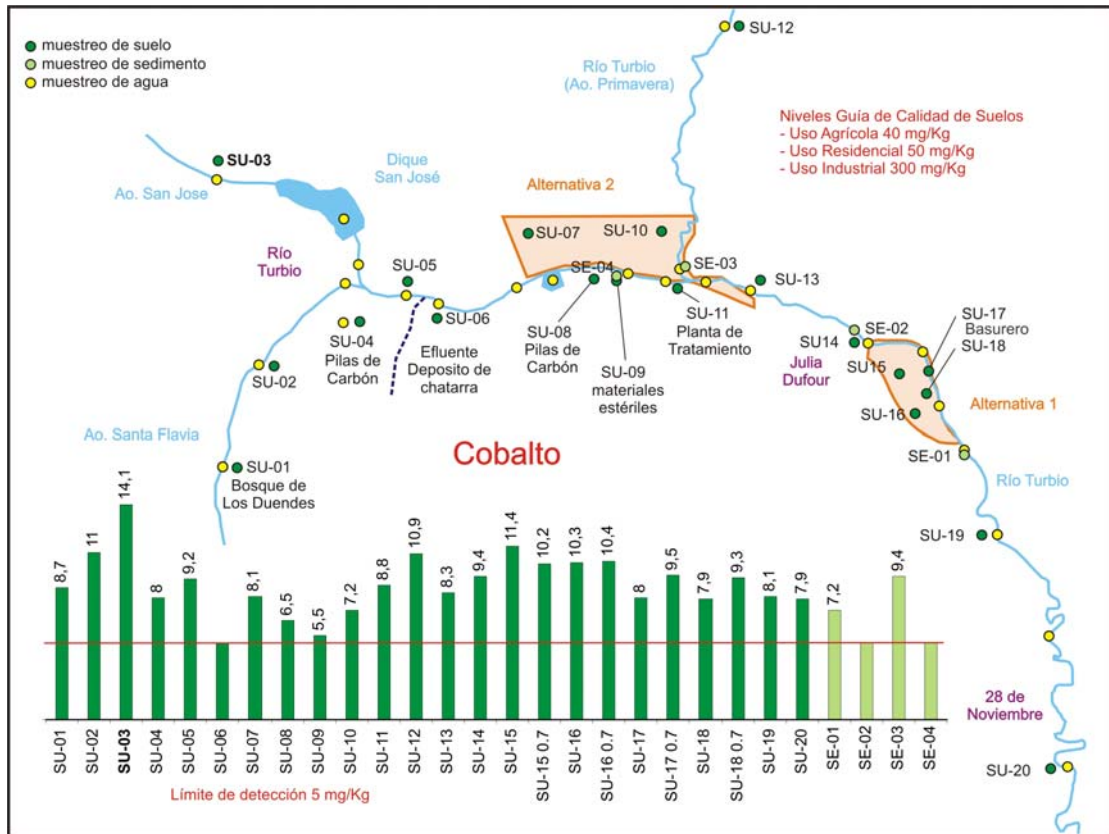 muestreo de suelo
muestreo de sedimento
muestreo de agua
SU-12
Río Turbio
(Ao. Primavera)
Niveles Guía de Calidad de Suelos
- Uso Agrícola 40 mg/Kg
- Uso Residencial 50 mg/Kg
- Uso Industrial 300 mg/Kg
SU-03
Ao. San Jose
Dique
San José
Alternativa 2
SU-07
SU-10
Río
Turbio
SU-05
SE-04
SE-03
SU-13
SU-06
SU-04
Pilas de
Carbón
Efluente
Deposito de
chatarra
SU-08
Pilas de
Carbón
SU-09
materiales
estériles
SU-11
Planta de
Tratamiento
SU14
SE-02
SU-17
Basurero
SU-18
SU15
SU-16
Julia
Dufour
Alternativa 1
SU-02
Ao. Santa Flavia
SU-01
Bosque de
Los Duendes
SE-01
Río Turbio
SU-19
28 de
Noviembre
SU-20
Cobalto
8,7
11
14,1
8
9,2
8,1
6,5
5,5
7,2
8,8
10,9
8,3
9,4
11,4
10,2
10,3
10,4
8
9,5
7,9
9,3
8,1
7,9
7,2
9,4
SU-01
SU-02
SU-03
SU-04
SU-05
SU-06
SU-07
SU-08
SU-09
SU-10
SU-11
SU-12
SU-13
SU-14
SU-15
SU-15 0.7
SU-16
SU-16 0.7
SU-17
SU-17 0.7
SU-18
SU-18 0.7
SU-19
SU-20
SE-01
SE-02
SE-03
SE-04
Límite de detección 5 mg/Kg